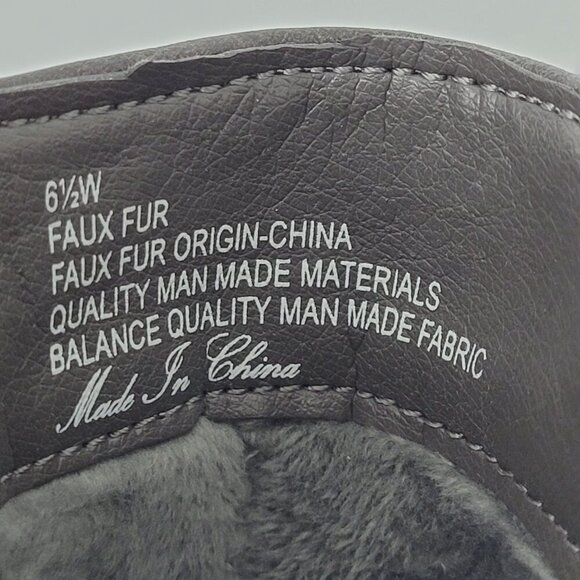 6½W
FAUX FUR
FAUX FUR ORIGIN-CHINA
QUALITY MAN MADE MATERIALS
BALANCE QUALITY MAN MADE FABRIC
Made In China